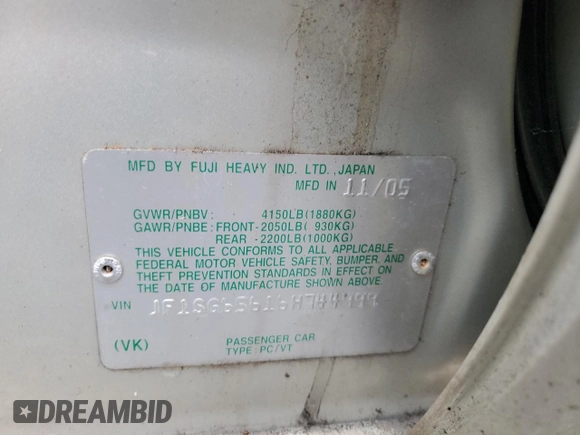 MFD BY FUJI HEAVY IND. LTD., JAPAN
MFD IN 11/05
GVWR/PNBV: 4150LB(1880KG)
GAWR/PNBE: FRONT-2050LB( 930KG)
REAR -2200LB(1000KG)
THIS VEHICLE CONFORMS TO ALL APPLICABLE
FEDERAL MOTOR VEHICLE SAFETY, BUMPER, AND
THEFT PREVENTION STANDARDS IN EFFECT ON
THE DATE OF MANUFACTURE SHOWN ABOVE.
VIN
(VK)
PASSENGER CAR
TYPE:PC/VT
DREAMBID